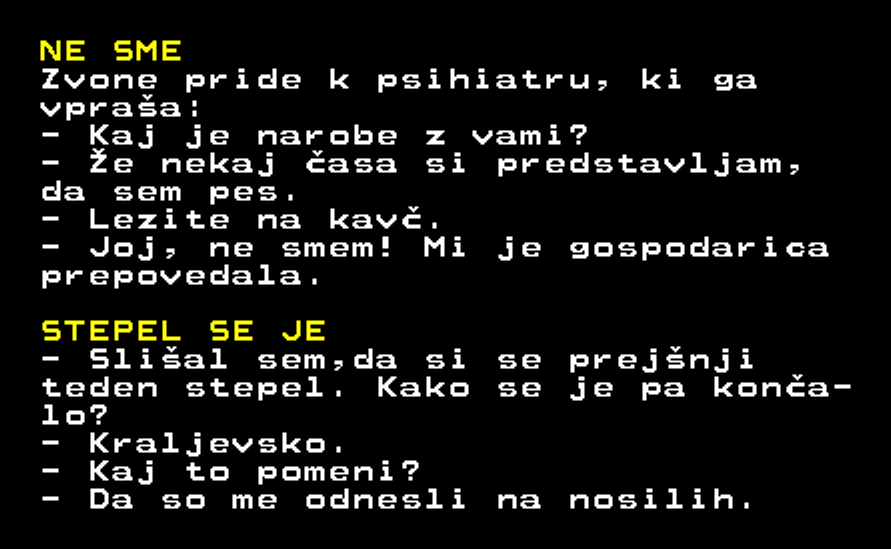 NE SME
Zvone pride k psihiatru, ki ga
vpraša:
- Kaj je narobe z vami?
- Že nekaj časa si predstavljam,
da sem pes.
- Lezite na kavč.
- Joj, ne smem! Mi je gospodarica
prepovedala.
STEPEL SE JE
- Slišal sem,da si se prejšnji
teden stepel. Kako se je pa konča-
lo?
- Kraljevsko.
- Kaj to pomeni?
- Da so me odnesli na nosilih.